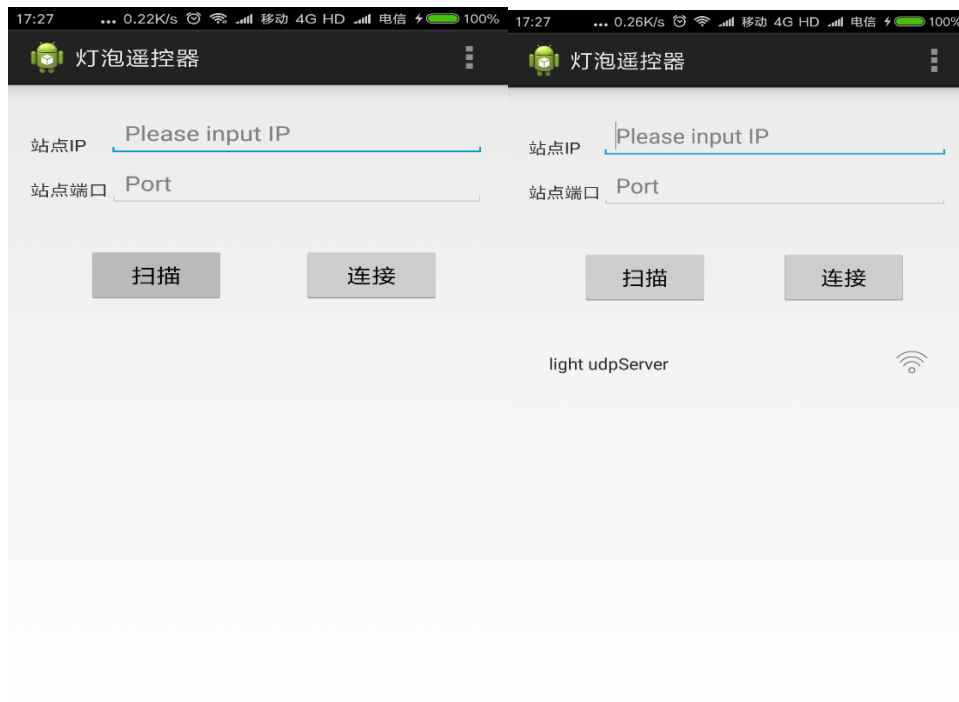 17:27 ... 0.22K/s 移动 4G HD 电信 100%
灯泡遥控器
站点IP Please input IP
站点端口 Port
扫描 连接
17:27 ... 0.26K/s 移动 4G HD 电信 100%
灯泡遥控器
站点IP Please input IP
站点端口 Port
扫描 连接
light udpServer